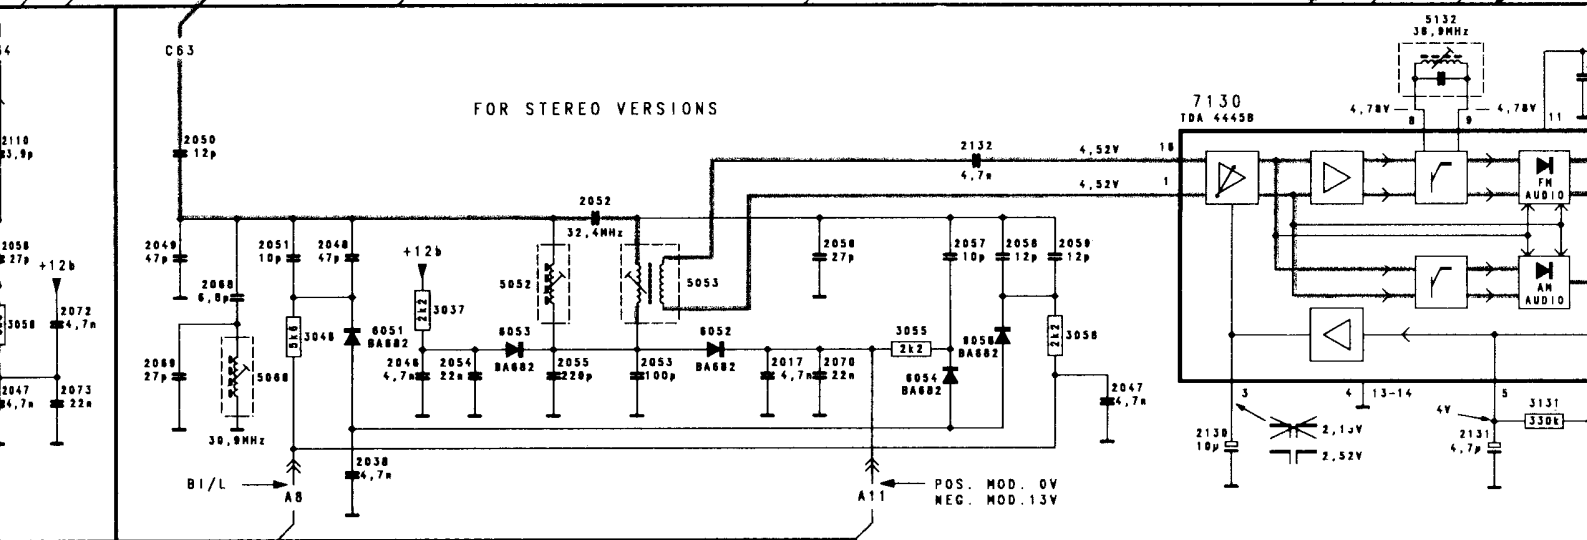 5132
38,9MHz
C63
FOR STEREO VERSIONS
7130
TDA 4445B
4,78V
4,78V
8
9
11
2110
3,9p
2050
12p
2132
4,7n
4,52V
16
4,52V
1
FM
AUDIO
2052
32,4MHz
2049
47p
2051
10p
2048
47p
+12b
2056
27p
2057
10p
2058
12p
2059
12p
2058
27p
+12b
2068
6,8p
5052
5053
AM
AUDIO
3037
2k2
2072
4,7n
3058
3048
5k6
6051
BA682
6053
BA682
6052
BA682
3055
2k2
BA682
3058
2k2
2069
27p
5068
2046
4,7n
2054
22n
2055
220p
2053
100p
2017
4,7n
2070
22n
6054
BA682
2047
4,7n
2073
22n
2047
4,7n
3
4
13-14
5
30,9MHz
2038
4,7n
4V
3131
330k
2130
10µ
2,52V
2131
4,7µ
BI/L
A8
A11
POS. MOD. 0V
NEG. MOD.13V